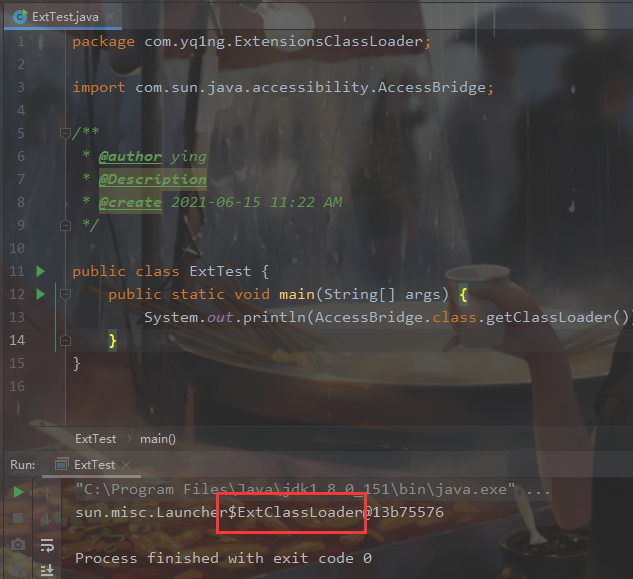 ExtTest.java
1 package com.yq1ng.ExtensionsClassLoader;
2
3 import com.sun.java.accessibility.AccessBridge;
4
5 /**
6 * @author ying
7 * @Description
8 * @create 2021-06-15 11:22 AM
9 */
10
11 public class ExtTest {
12 public static void main(String[] args) {
13 System.out.println(AccessBridge.class.getClassLoader()
14 }
15 }
16
ExtTest > main()
Run: ExtTest
"C:\Program Files\Java\jdk1.8.0_151\bin\java.exe" ...
sun.misc.Launcher$ExtClassLoader@13b75576
Process finished with exit code 0